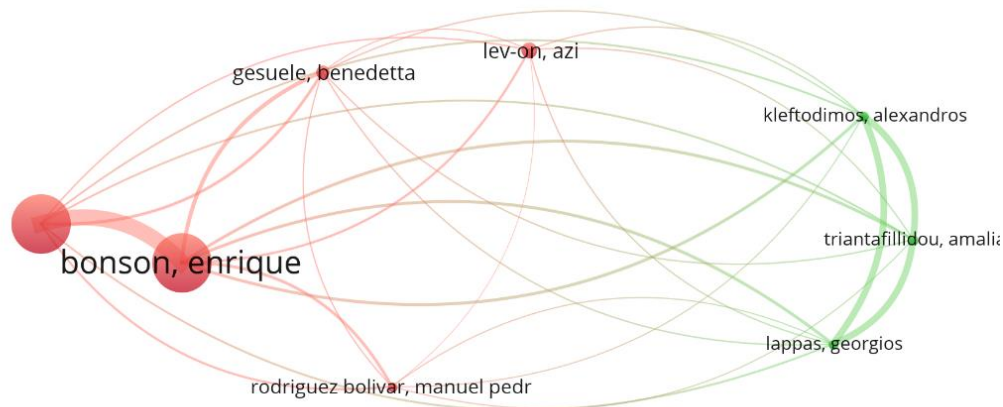 lev-on, azi
gesuele, benedetta
kleftodimos, alexandros
triantafillidou, amalia
bonson, enrique
lappas, georgios
rodriguez bolivar, manuel pedr